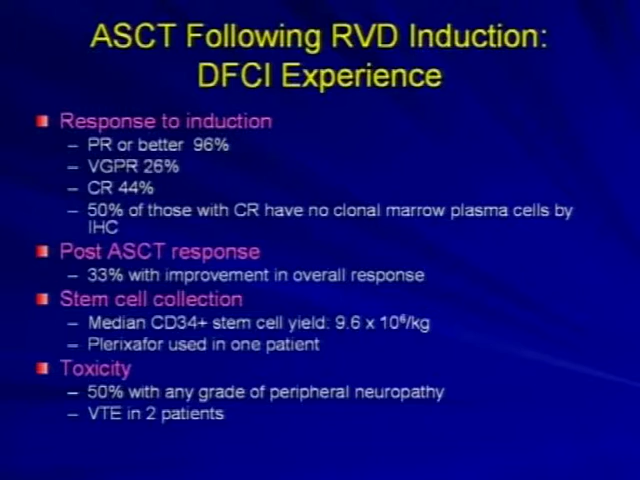 ASCT Following RVD Induction:
DFCI Experience
Response to induction
– PR or better 96%
– VGPR 26%
– CR 44%
– 50% of those with CR have no clonal marrow plasma cells by
IHC
Post ASCT response
– 33% with improvement in overall response
Stem cell collection
– Median CD34+ stem cell yield: 9.6 x 10⁶/kg
– Plerixafor used in one patient
Toxicity
– 50% with any grade of peripheral neuropathy
– VTE in 2 patients